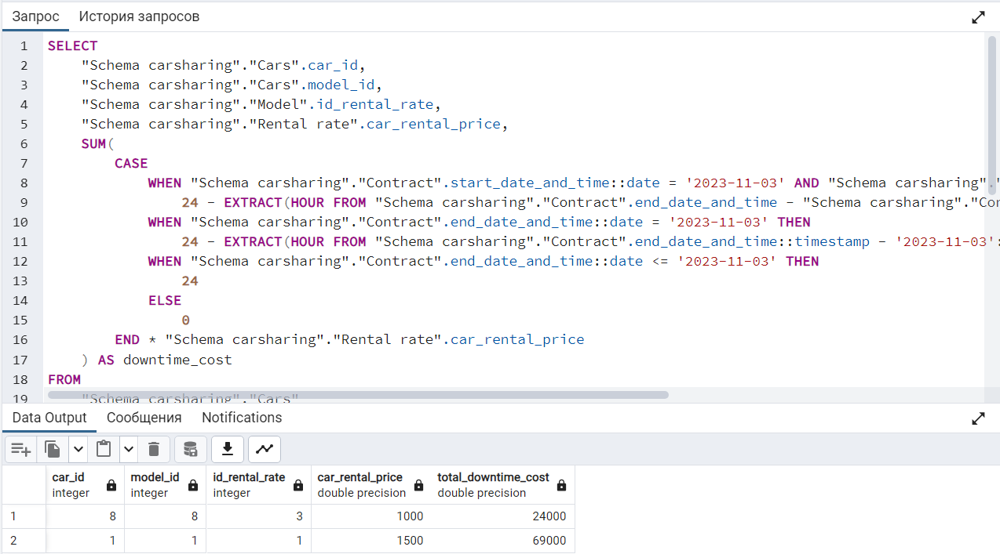 Запрос История запросов
1 SELECT
2 "Schema carsharing"."Cars".car_id,
3 "Schema carsharing"."Cars".model_id,
4 "Schema carsharing"."Model".id_rental_rate,
5 "Schema carsharing"."Rental rate".car_rental_price,
6 SUM(
7 CASE
8 WHEN "Schema carsharing"."Contract".start_date_and_time::date = '2023-11-03' AND "Schema carsharing"."
9 24 - EXTRACT(HOUR FROM "Schema carsharing"."Contract".end_date_and_time - "Schema carsharing"."Con
10 WHEN "Schema carsharing"."Contract".end_date_and_time::date = '2023-11-03' THEN
11 24 - EXTRACT(HOUR FROM "Schema carsharing"."Contract".end_date_and_time::timestamp - '2023-11-03':
12 WHEN "Schema carsharing"."Contract".end_date_and_time::date <= '2023-11-03' THEN
13 24
14 ELSE
15 0
16 END * "Schema carsharing"."Rental rate".car_rental_price
17 ) AS downtime_cost
18 FROM
19 "Schema carsharing"."Cars"
Data Output Сообщения Notifications
car_id model_id id_rental_rate car_rental_price total_downtime_cost
integer integer integer double precision double precision
1 8 8 3 1000 24000
2 1 1 1 1500 69000